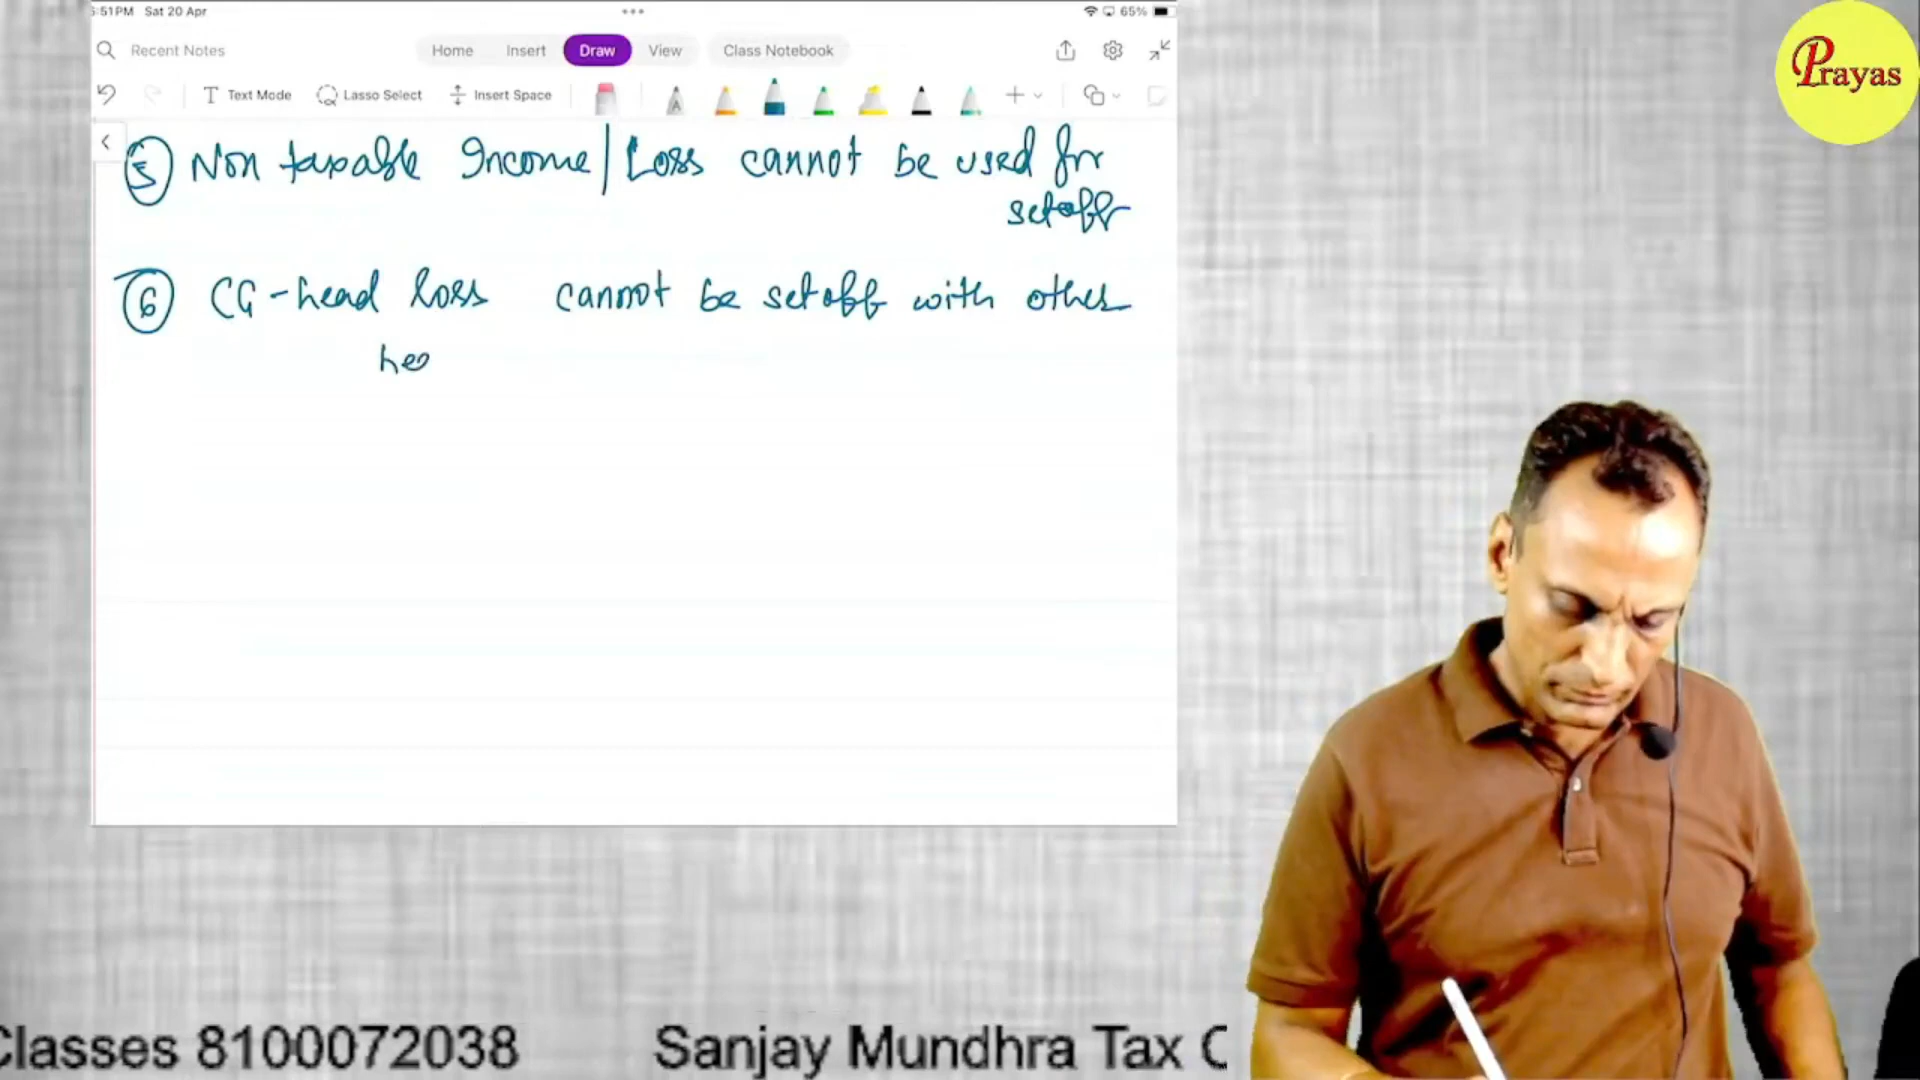 5:51PM Sat 20 Apr
65%
Prayas
Recent Notes
Home Insert Draw View Class Notebook
Text Mode Lasso Select Insert Space
5 Non taxable Income/Loss cannot be used for
setoff
6 CG-head loss cannot be setoff with other
hea
Classes 8100072038 Sanjay Mundhra Tax C